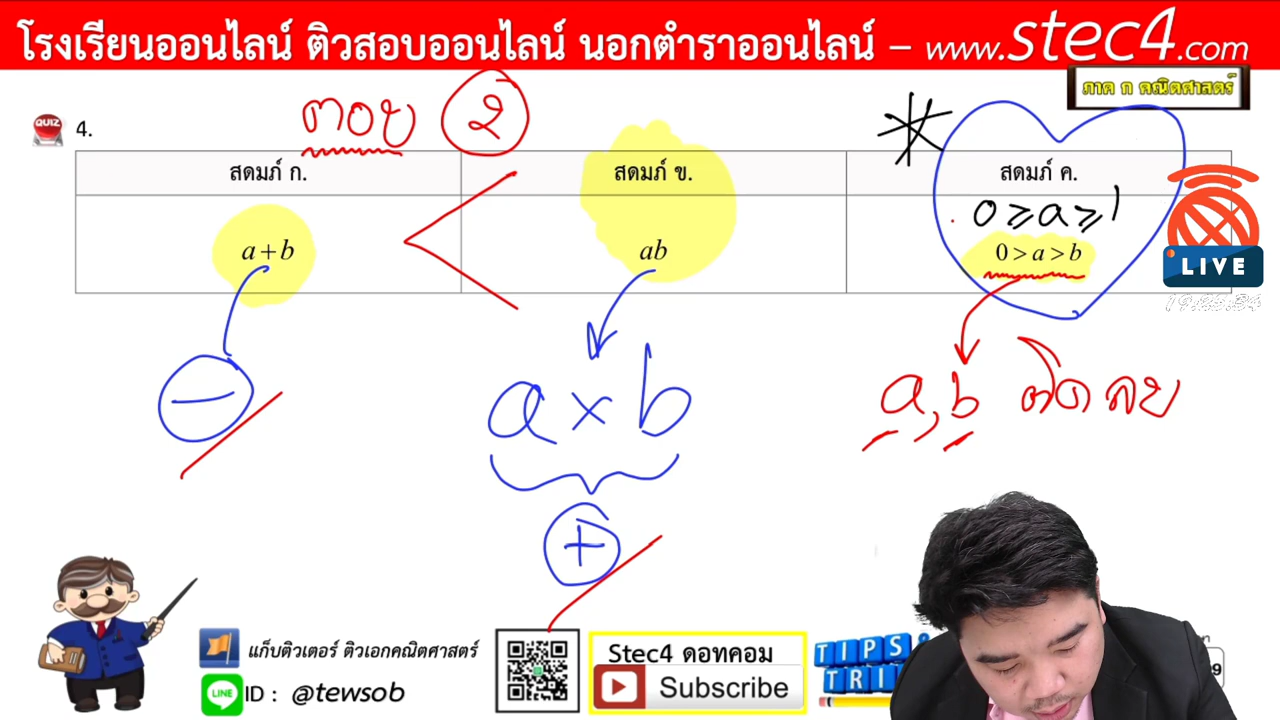 โรงเรียนออนไลน์ ติวสอบออนไลน์ นอกตำราออนไลน์ – www.stec4.com
ภาค ก คณิตศาสตร์
QUIZ
4.
ตอบ 2
สดมภ์ ก. สดมภ์ ข. สดมภ์ ค.
0 ≥ a ≥ 1
a + b < ab 0 > a > b
LIVE
−
a × b
a, b ติดลบ
+
แก็บติวเตอร์ ติวเอกคณิตศาสตร์
LINE ID : @tewsob
Stec4 ดอทคอม
Subscribe
TIPS
TRI